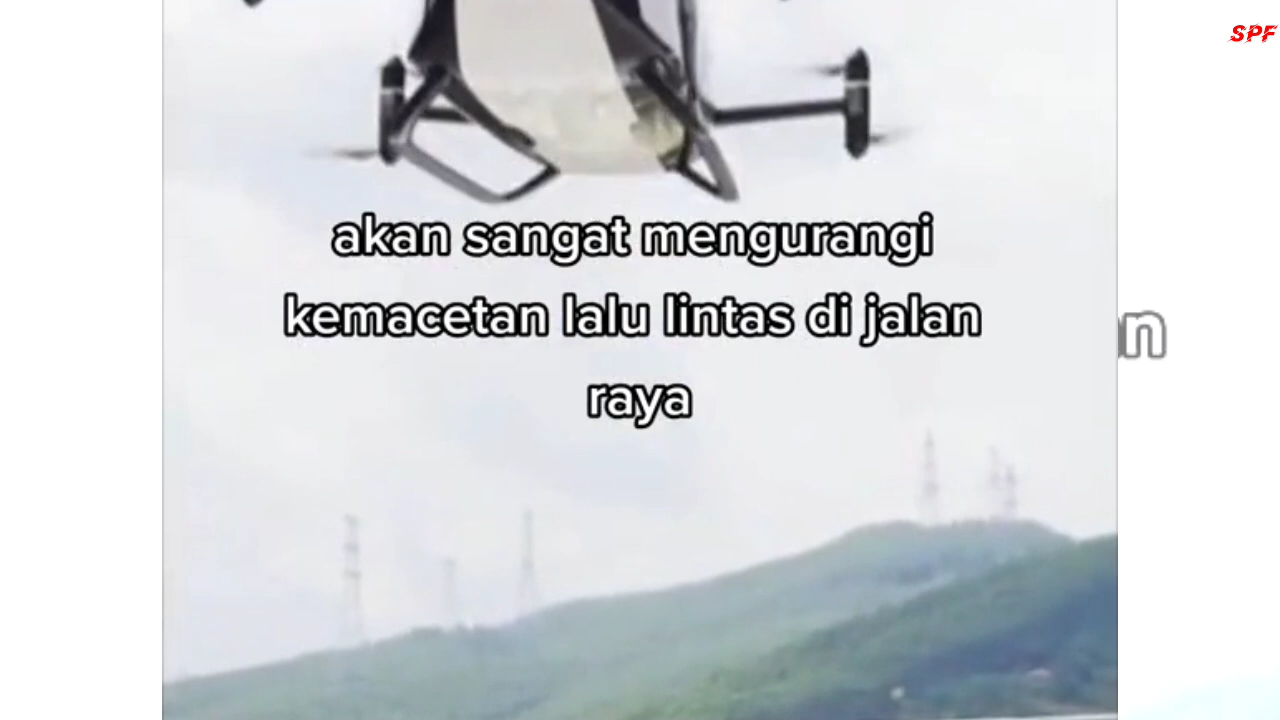 SPF
akan sangat mengurangi
kemacetan lalu lintas di jalan
raya